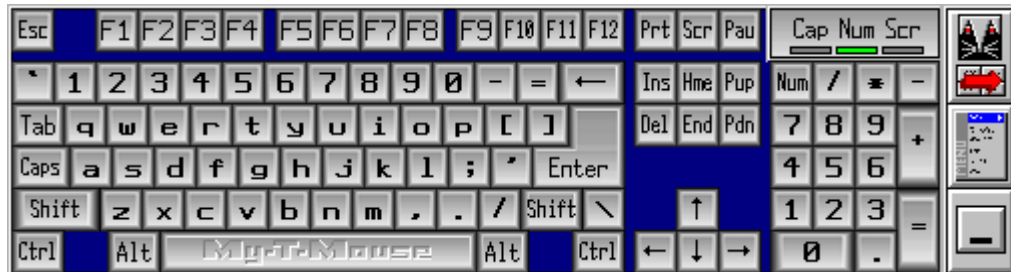 Esc F1 F2 F3 F4 F5 F6 F7 F8 F9 F10 F11 F12 Prt Scr Pau Cap Num Scr
` 1 2 3 4 5 6 7 8 9 0 - = ← Ins Hme Pup Num / * -
Tab q w e r t y u i o p [ ] Del End Pdn 7 8 9 +
Caps a s d f g h j k l ; ' Enter 4 5 6
Shift z x c v b n m , . / Shift \ ↑ 1 2 3 =
Ctrl Alt My-T-Mouse Alt Ctrl ← ↓ → 0 .
MENU